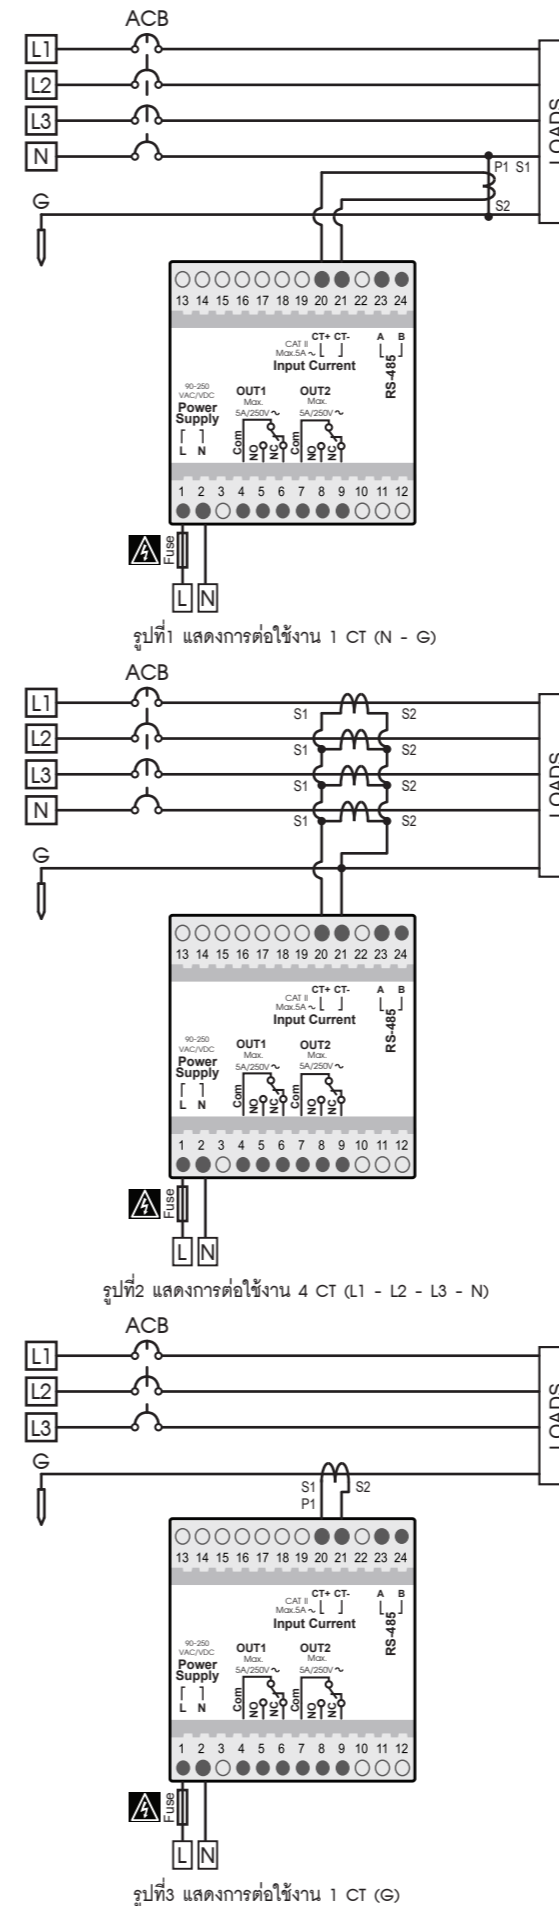 ACB
L1
L2
L3
N
LOADS
P1 S1
S2
G
13 14 15 16 17 18 19 20 21 22 23 24
CT+ CT- A B
CAT II
Max.5A ~
Input Current
RS-485
90-250
VAC/VDC
Power
Supply
L N
OUT1
Max.
5A/250V ~
Com NO NC
OUT2
Max.
5A/250V ~
Com NO NC
1 2 3 4 5 6 7 8 9 10 11 12
Fuse
L N
รูปที่1 แสดงการต่อใช้งาน 1 CT (N - G)
ACB
L1
S1 S2
L2
S1 S2
L3
S1 S2
N
S1 S2
LOADS
G
13 14 15 16 17 18 19 20 21 22 23 24
CT+ CT- A B
CAT II
Max.5A ~
Input Current
RS-485
90-250
VAC/VDC
Power
Supply
L N
OUT1
Max.
5A/250V ~
Com NO NC
OUT2
Max.
5A/250V ~
Com NO NC
1 2 3 4 5 6 7 8 9 10 11 12
Fuse
L N
รูปที่2 แสดงการต่อใช้งาน 4 CT (L1 - L2 - L3 - N)
ACB
L1
L2
L3
LOADS
G
S1 S2
P1
13 14 15 16 17 18 19 20 21 22 23 24
CT+ CT- A B
CAT II
Max.5A ~
Input Current
RS-485
90-250
VAC/VDC
Power
Supply
L N
OUT1
Max.
5A/250V ~
Com NO NC
OUT2
Max.
5A/250V ~
Com NO NC
1 2 3 4 5 6 7 8 9 10 11 12
Fuse
L N
รูปที่3 แสดงการต่อใช้งาน 1 CT (G)